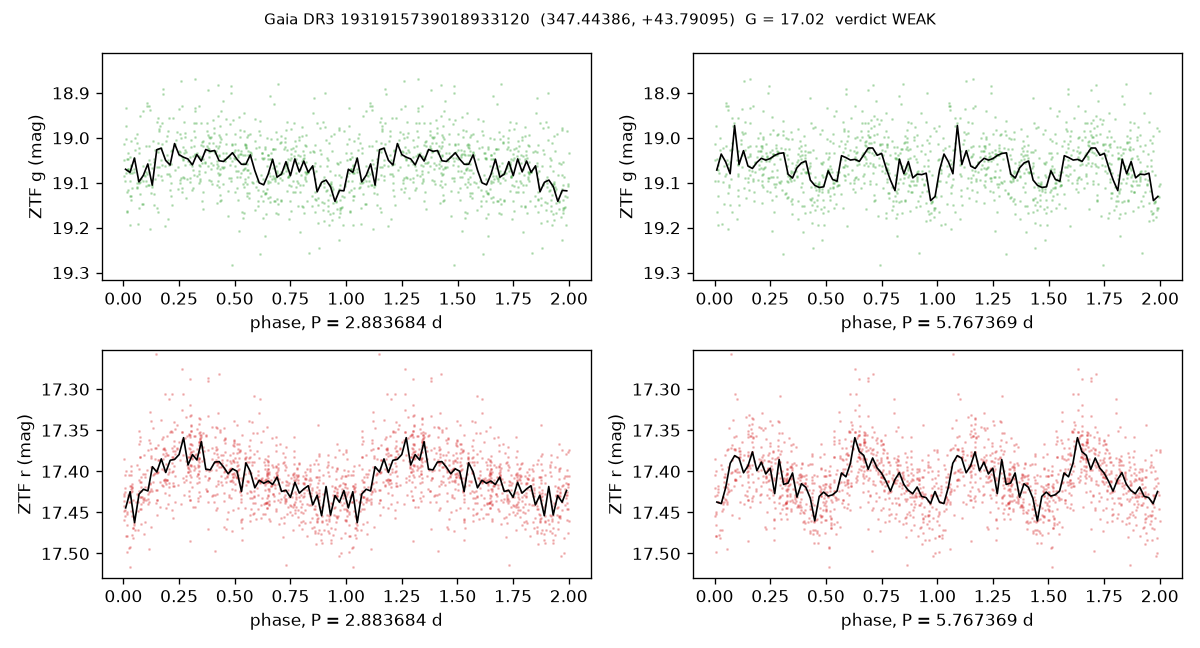 Gaia DR3 1931915739018933120 (347.44386, +43.79095) G = 17.02 verdict WEAK
ZTF g (mag)
18.9
19.0
19.1
19.2
19.3
0.00 0.25 0.50 0.75 1.00 1.25 1.50 1.75 2.00
phase, P = 2.883684 d
ZTF g (mag)
18.9
19.0
19.1
19.2
19.3
0.00 0.25 0.50 0.75 1.00 1.25 1.50 1.75 2.00
phase, P = 5.767369 d
ZTF r (mag)
17.30
17.35
17.40
17.45
17.50
0.00 0.25 0.50 0.75 1.00 1.25 1.50 1.75 2.00
phase, P = 2.883684 d
ZTF r (mag)
17.30
17.35
17.40
17.45
17.50
0.00 0.25 0.50 0.75 1.00 1.25 1.50 1.75 2.00
phase, P = 5.767369 d